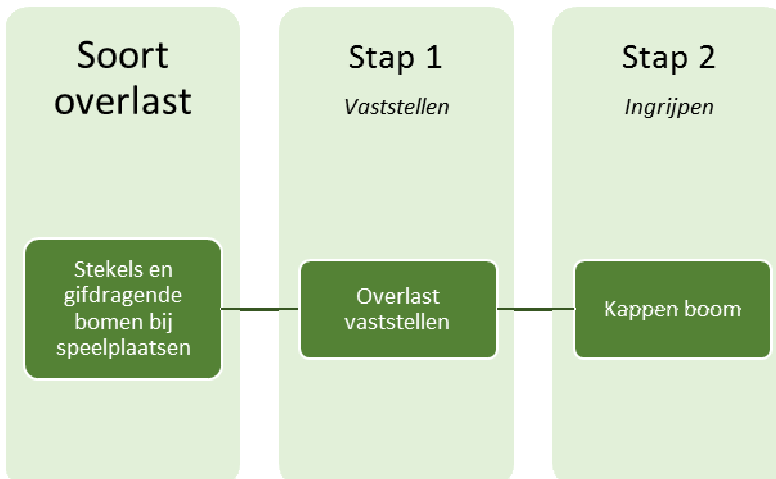 Soort
overlast
Stap 1
Vaststellen
Stap 2
Ingrijpen
Stekels en
gifdragende
bomen bij
speelplaatsen
Overlast
vaststellen
Kappen boom